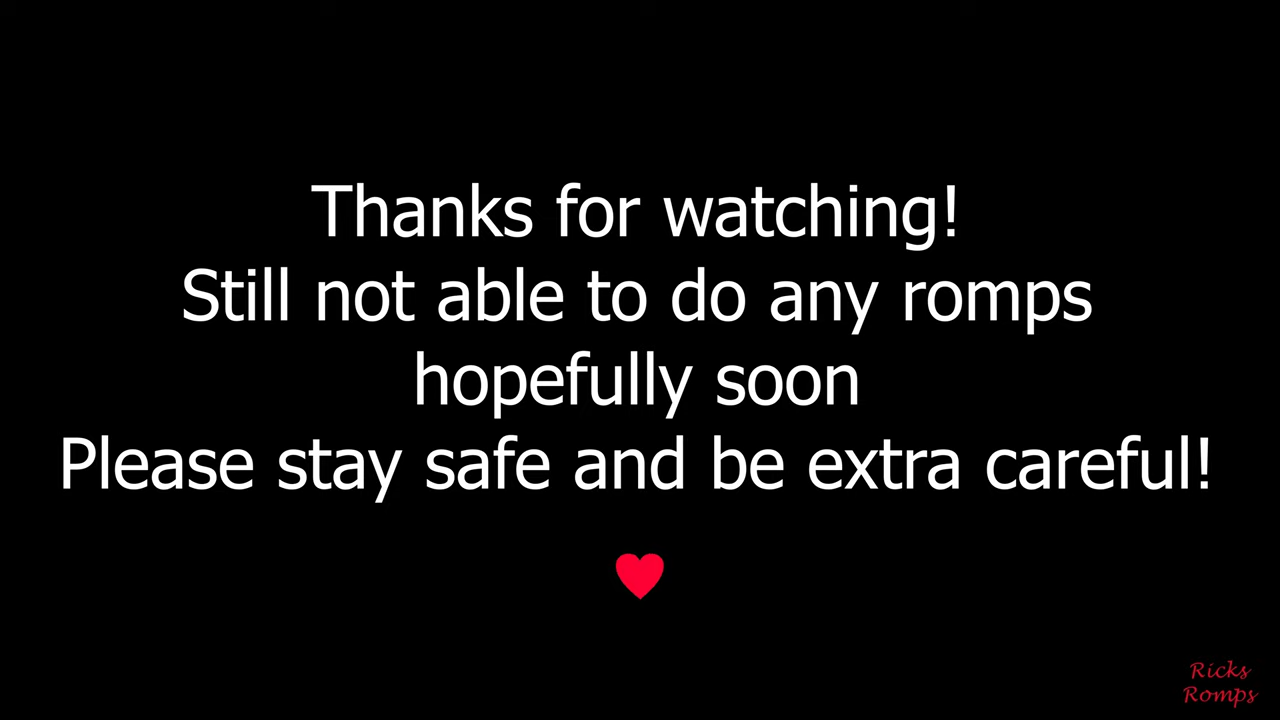 Thanks for watching!
Still not able to do any romps
hopefully soon
Please stay safe and be extra careful!
Ricks
Romps